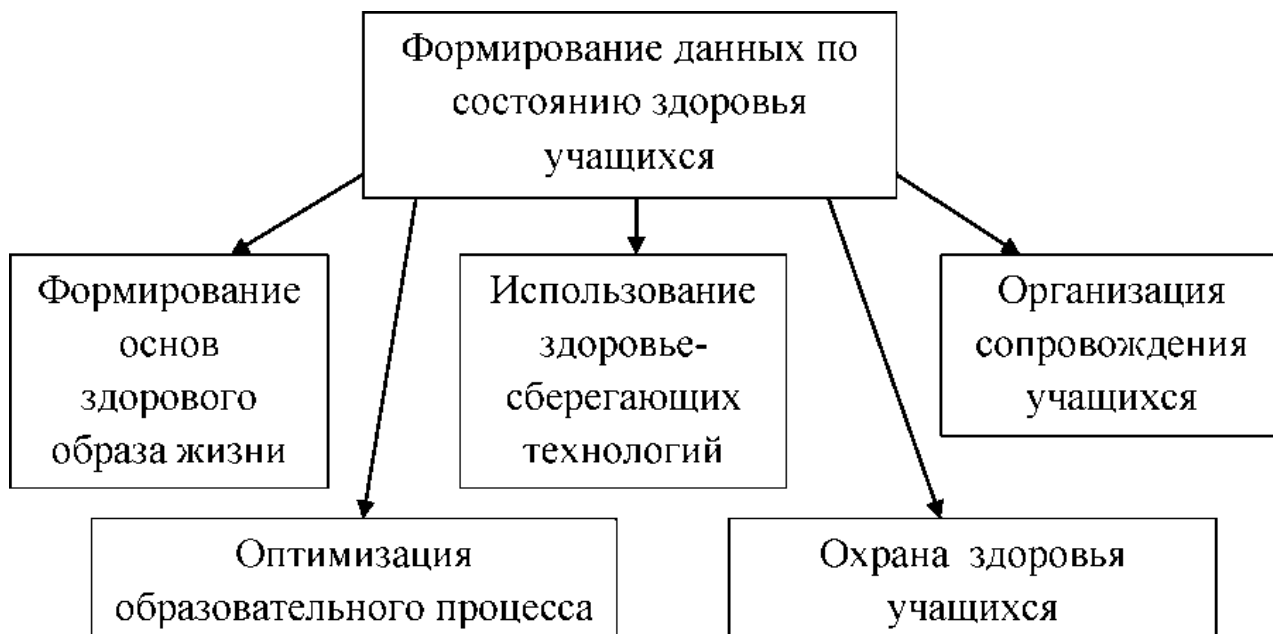 Формирование данных по
состоянию здоровья
учащихся
Формирование
основ
здорового
образа жизни
Использование
здоровье-
сберегающих
технологий
Организация
сопровождения
учащихся
Оптимизация
образовательного процесса
Охрана здоровья
учащихся